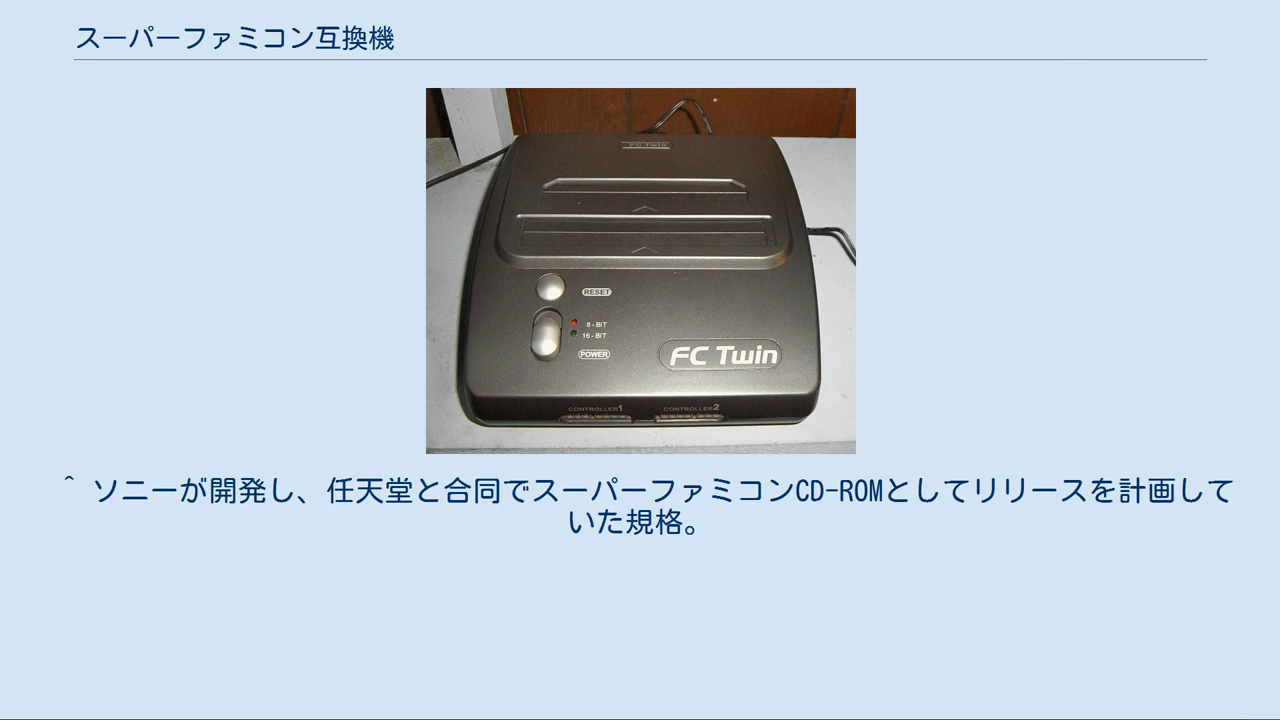 スーパーファミコン互換機
FC TWIN
RESET
8-BIT
16-BIT
POWER
FC Twin
CONTROLLER1 CONTROLLER2
^ ソニーが開発し、任天堂と合同でスーパーファミコンCD-ROMとしてリリースを計画して
いた規格。